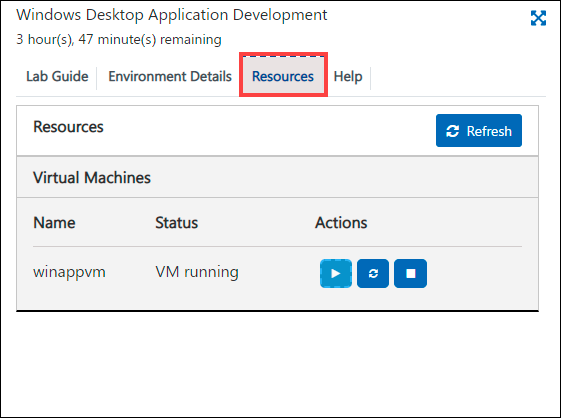 Windows Desktop Application Development
3 hour(s), 47 minute(s) remaining
Lab Guide Environment Details Resources Help
Resources Refresh
Virtual Machines
Name Status Actions
winappvm VM running